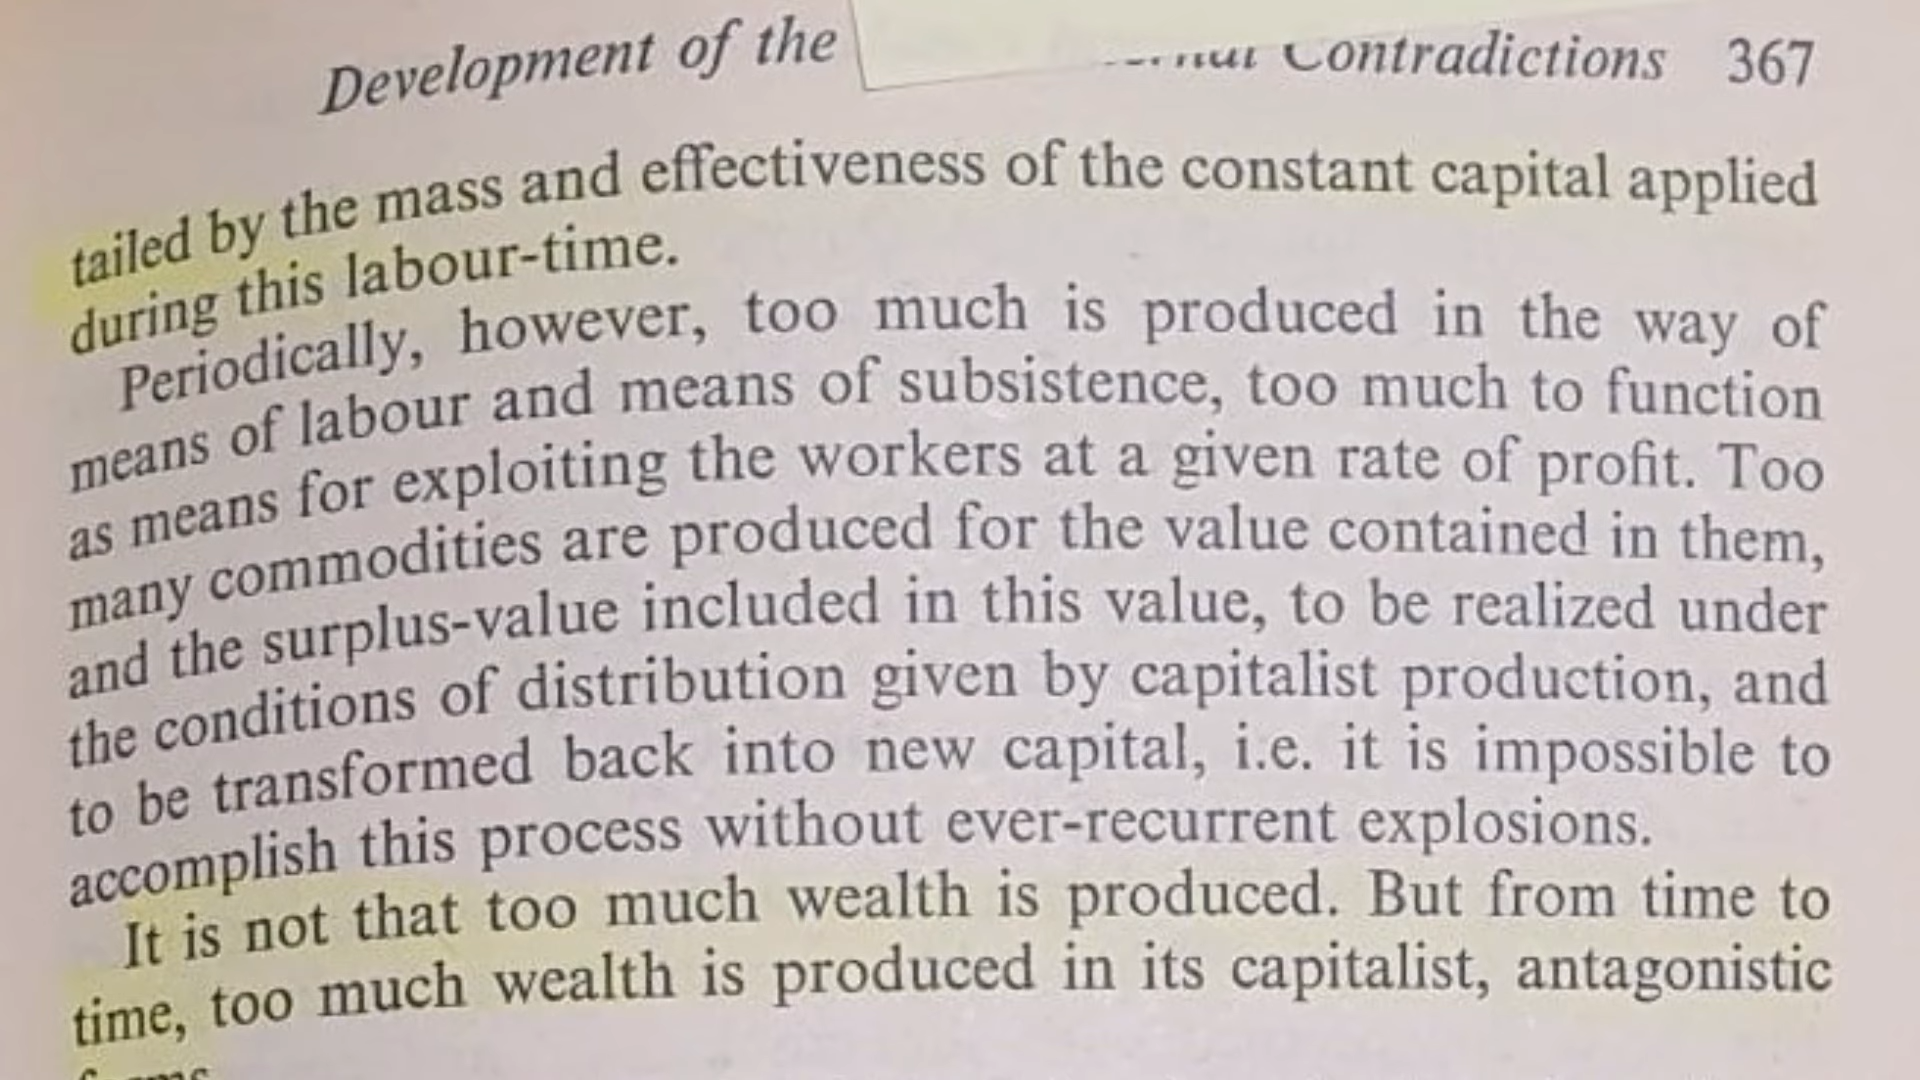 Development of the Contradictions 367
tailed by the mass and effectiveness of the constant capital applied
during this labour-time.
Periodically, however, too much is produced in the way of
means of labour and means of subsistence, too much to function
as means for exploiting the workers at a given rate of profit. Too
many commodities are produced for the value contained in them,
and the surplus-value included in this value, to be realized under
the conditions of distribution given by capitalist production, and
to be transformed back into new capital, i.e. it is impossible to
accomplish this process without ever-recurrent explosions.
It is not that too much wealth is produced. But from time to
time, too much wealth is produced in its capitalist, antagonistic